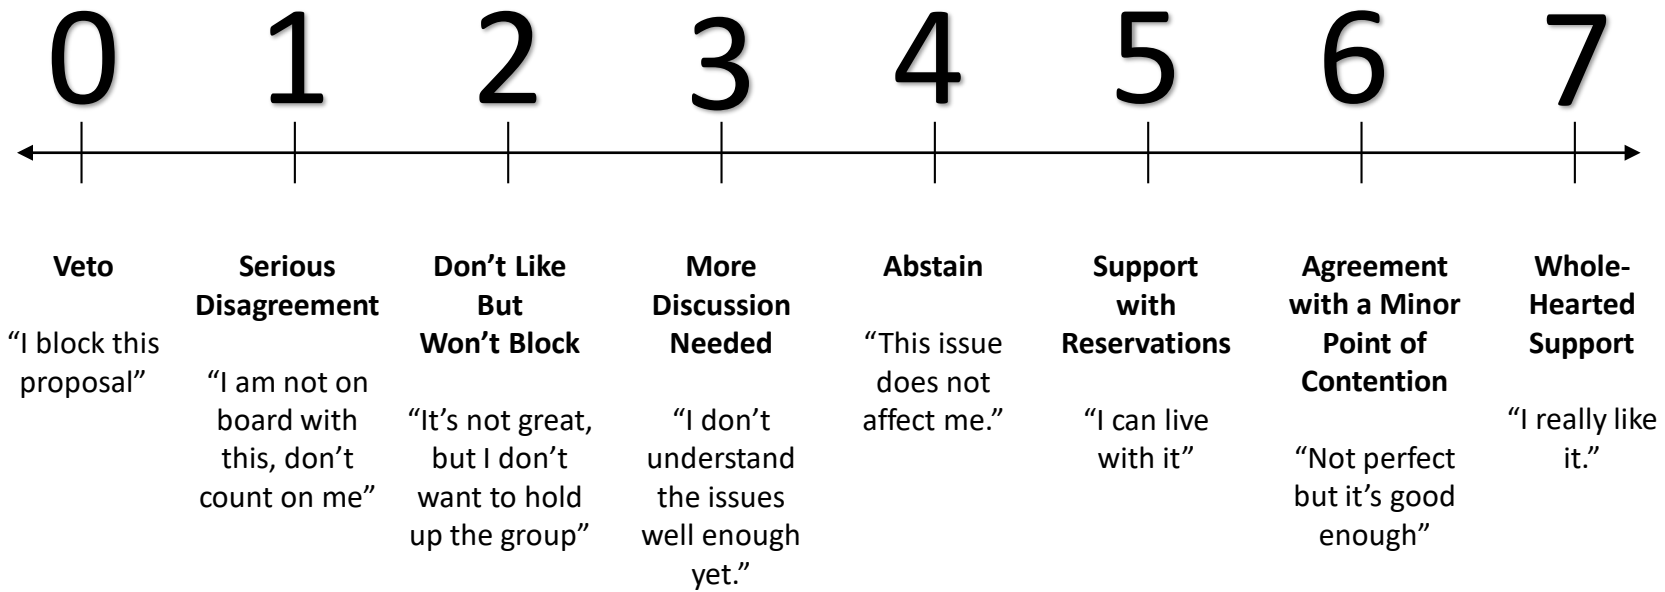 0 1 2 3 4 5 6 7
Veto
“I block this
proposal”
Serious
Disagreement
“I am not on
board with
this, don’t
count on me”
Don’t Like
But
Won’t Block
“It’s not great,
but I don’t
want to hold
up the group”
More
Discussion
Needed
“I don’t
understand
the issues
well enough
yet.”
Abstain
“This issue
does not
affect me.”
Support
with
Reservations
“I can live
with it”
Agreement
with a Minor
Point of
Contention
“Not perfect
but it’s good
enough”
Whole-
Hearted
Support
“I really like
it.”